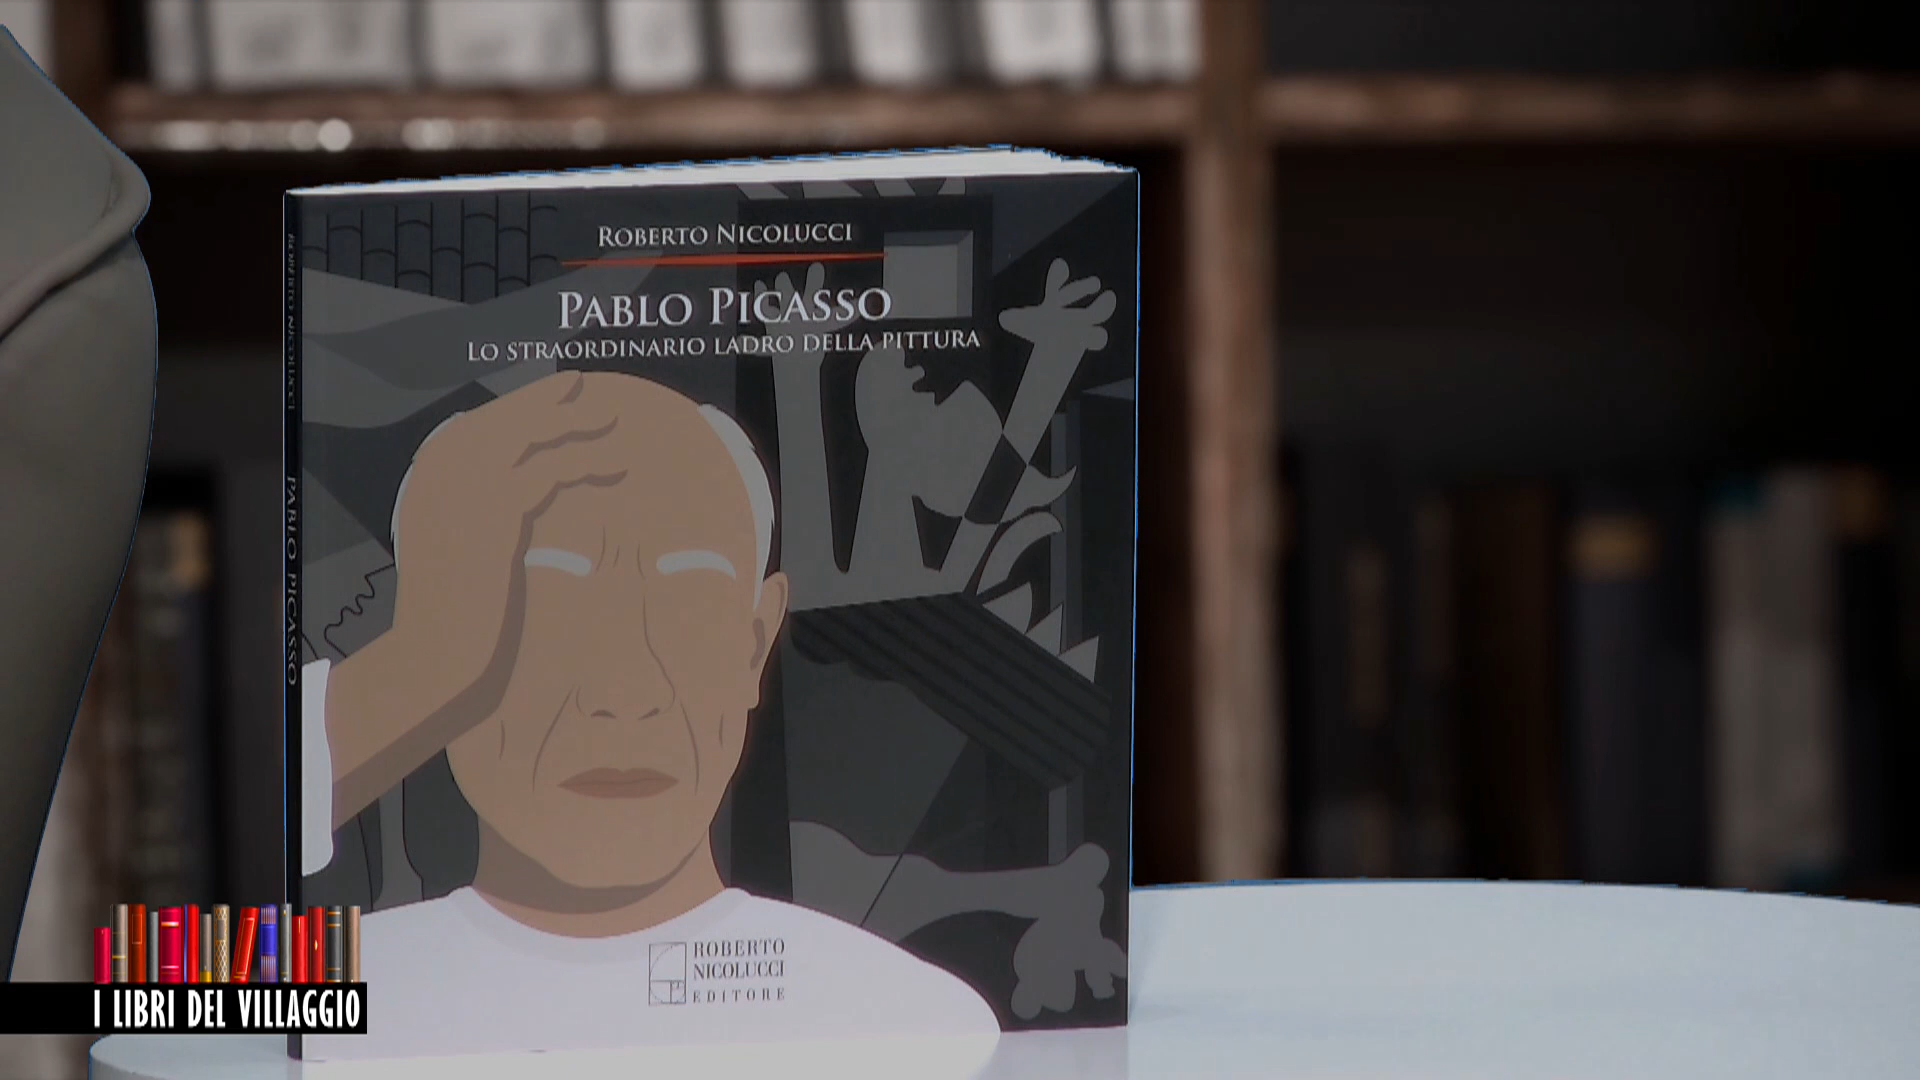 ROBERTO NICOLUCCI
PABLO PICASSO
LO STRAORDINARIO LADRO DELLA PITTURA
ROBERTO NICOLUCCI
PABLO PICASSO
ROBERTO
NICOLUCCI
EDITORE
I LIBRI DEL VILLAGGIO